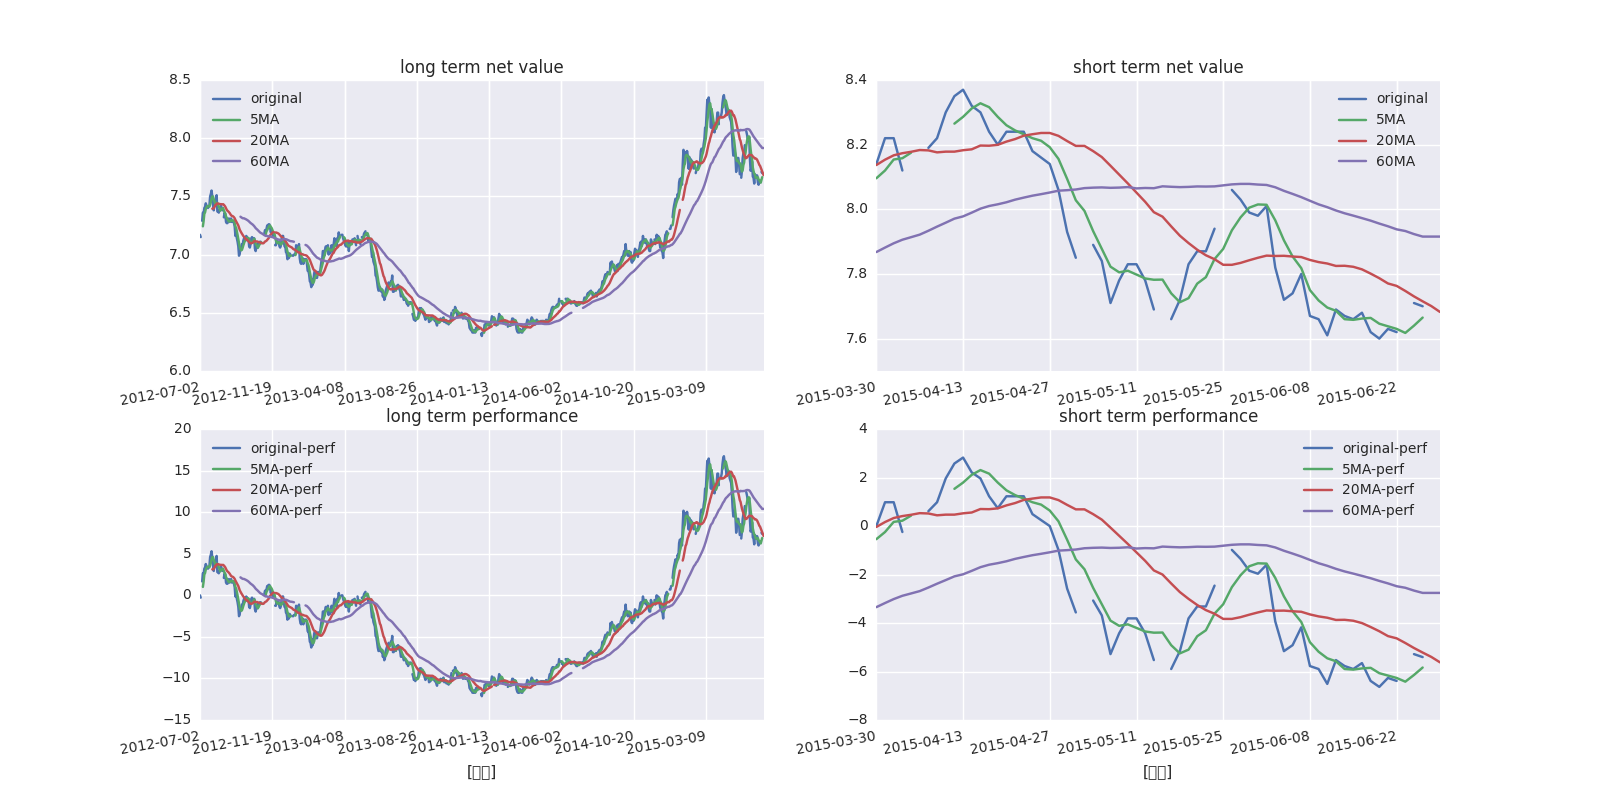 long term net value
8.5
8.0
7.5
7.0
6.5
6.0
original
5MA
20MA
60MA
2012-07-02
2012-11-19
2013-04-08
2013-08-26
2014-01-13
2014-06-02
2014-10-20
2015-03-09
short term net value
8.4
8.2
8.0
7.8
7.6
original
5MA
20MA
60MA
2015-03-30
2015-04-13
2015-04-27
2015-05-11
2015-05-25
2015-06-08
2015-06-22
long term performance
20
15
10
5
0
−5
−10
−15
original-perf
5MA-perf
20MA-perf
60MA-perf
2012-07-02
2012-11-19
2013-04-08
2013-08-26
2014-01-13
2014-06-02
2014-10-20
2015-03-09
short term performance
4
2
0
−2
−4
−6
−8
original-perf
5MA-perf
20MA-perf
60MA-perf
2015-03-30
2015-04-13
2015-04-27
2015-05-11
2015-05-25
2015-06-08
2015-06-22